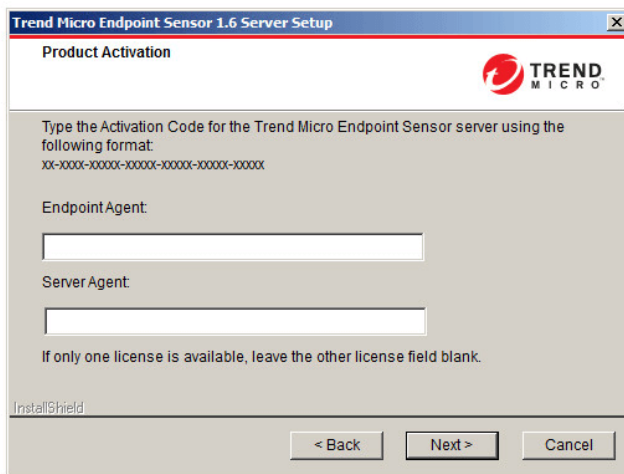 Trend Micro Endpoint Sensor 1.6 Server Setup
Product Activation
TREND
MICRO
Type the Activation Code for the Trend Micro Endpoint Sensor server using the
following format:
xx-xxxx-xxxxx-xxxxx-xxxxx-xxxxx-xxxxx
Endpoint Agent:
Server Agent:
If only one license is available, leave the other license field blank.
InstallShield
< Back
Next >
Cancel